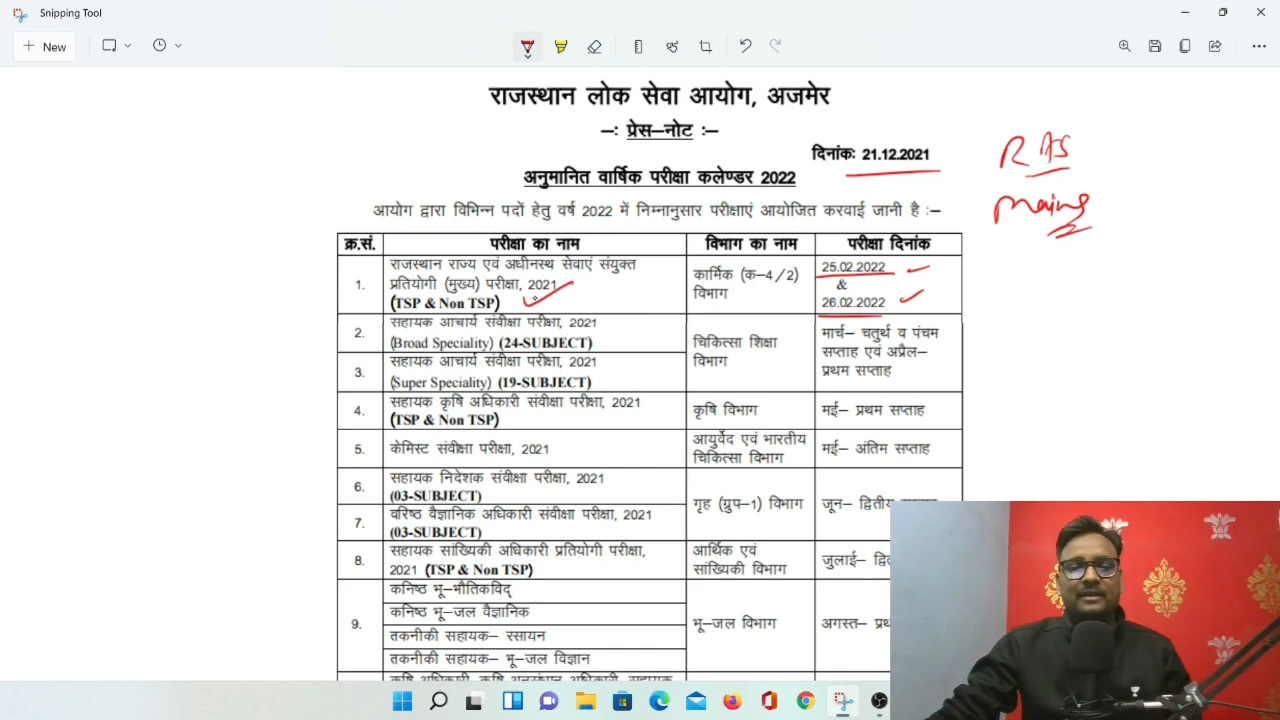 Snipping Tool
New
राजस्थान लोक सेवा आयोग, अजमेर
–: प्रेस–नोट :–
दिनांकः 21.12.2021
RAS
Mains
अनुमानित वार्षिक परीक्षा कलेण्डर 2022
आयोग द्वारा विभिन्न पदों हेतु वर्ष 2022 में निम्नानुसार परीक्षाएं आयोजित करवाई जानी है :–
क्र.सं. परीक्षा का नाम विभाग का नाम परीक्षा दिनांक
1. राजस्थान राज्य एवं अधीनस्थ सेवाएं संयुक्त
प्रतियोगी (मुख्य) परीक्षा, 2021
(TSP & Non TSP)
कार्मिक (क–4/2)
विभाग
25.02.2022
&
26.02.2022
2. सहायक आचार्य संवीक्षा परीक्षा, 2021
(Broad Speciality) (24-SUBJECT)
3. सहायक आचार्य संवीक्षा परीक्षा, 2021
(Super Speciality) (19-SUBJECT)
चिकित्सा शिक्षा
विभाग
मार्च– चतुर्थ व पंचम
सप्ताह एवं अप्रैल–
प्रथम सप्ताह
4. सहायक कृषि अधिकारी संवीक्षा परीक्षा, 2021
(TSP & Non TSP)
कृषि विभाग
मई– प्रथम सप्ताह
5. केमिस्ट संवीक्षा परीक्षा, 2021
आयुर्वेद एवं भारतीय
चिकित्सा विभाग
मई– अंतिम सप्ताह
6. सहायक निदेशक संवीक्षा परीक्षा, 2021
(03-SUBJECT)
7. वरिष्ठ वैज्ञानिक अधिकारी संवीक्षा परीक्षा, 2021
(03-SUBJECT)
गृह (ग्रुप–1) विभाग
जून– द्वितीय
8. सहायक सांख्यिकी अधिकारी प्रतियोगी परीक्षा,
2021 (TSP & Non TSP)
आर्थिक एवं
सांख्यिकी विभाग
जुलाई–
9. कनिष्ठ भू–भौतिकविद्
कनिष्ठ भू–जल वैज्ञानिक
तकनीकी सहायक– रसायन
तकनीकी सहायक– भू–जल विज्ञान
भू–जल विभाग
अगस्त–